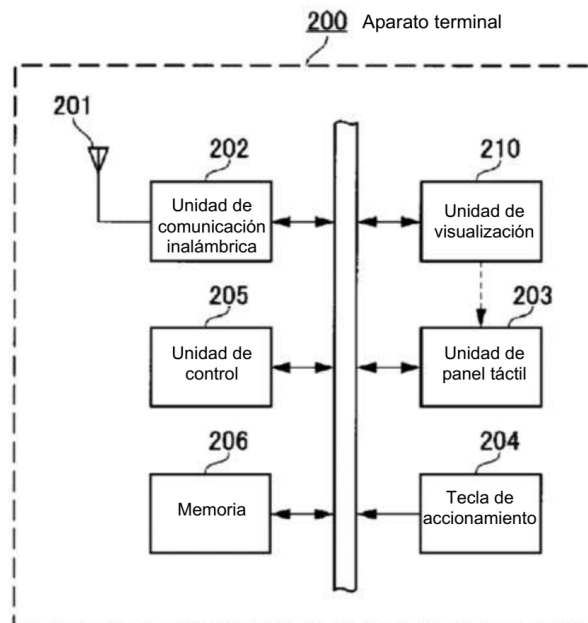 200 Aparato terminal
201
202
210
Unidad de
comunicación
inalámbrica
Unidad de
visualización
205
203
Unidad de
control
Unidad de
panel táctil
206
204
Memoria
Tecla de
accionamiento